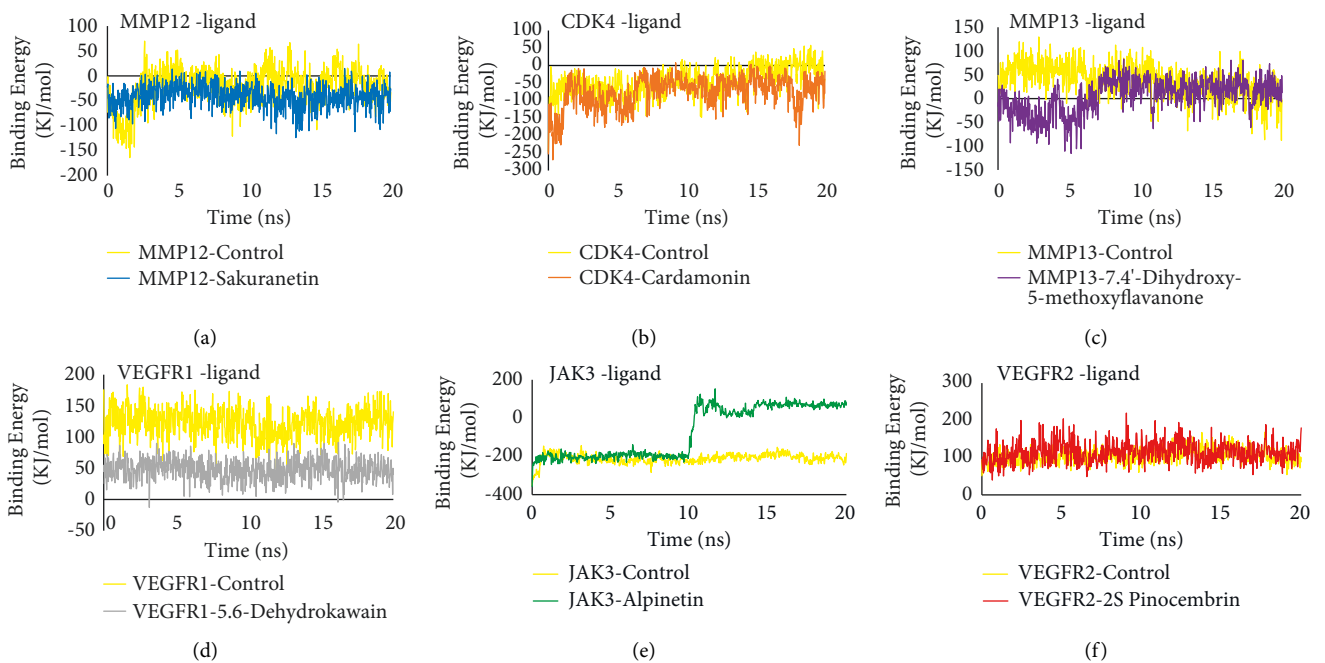 MMP12 -ligand
Binding Energy
(KJ/mol)
100
50
0
-50
-100
-150
-200
0
5
10
15
20
Time (ns)
MMP12-Control
MMP12-Sakuranetin
(a)
CDK4 -ligand
Binding Energy
(KJ/mol)
100
50
0
-50
-100
-150
-200
-250
-300
0
5
10
15
20
Time (ns)
CDK4-Control
CDK4-Cardamonin
(b)
MMP13 -ligand
Binding Energy
(KJ/mol)
150
100
50
0
-50
100
-150
0
5
10
15
20
Time (ns)
MMP13-Control
MMP13-7.4'-Dihydroxy-
5-methoxyflavanone
(c)
VEGFR1 -ligand
Binding Energy
(KJ/mol)
200
150
100
50
0
-50
0
5
10
15
20
Time (ns)
VEGFR1-Control
VEGFR1-5.6-Dehydrokawain
(d)
JAK3 -ligand
Binding Energy
(KJ/mol)
200
0
-200
-400
0
5
10
15
20
Time (ns)
JAK3-Control
JAK3-Alpinetin
(e)
VEGFR2 -ligand
Binding Energy
(KJ/mol)
300
200
100
0
0
5
10
15
20
Time (ns)
VEGFR2-Control
VEGFR2-2S Pinocembrin
(f)